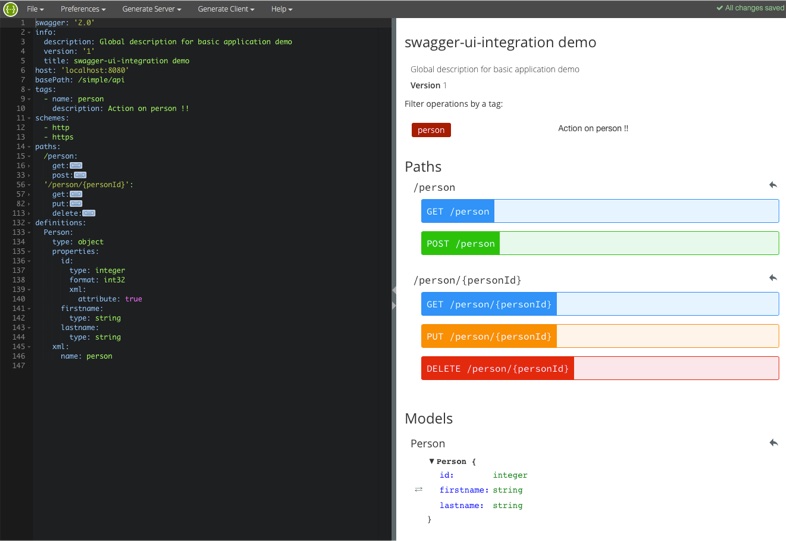 File
Preferences
Generate Server
Generate Client
Help
All changes saved
1 swagger: '2.0'
2 info:
3 description: Global description for basic application demo
4 version: '1'
5 title: swagger-ui-integration demo
6 host: 'localhost:8080'
7 basePath: /simple/api
8 tags:
9 - name: person
10 description: Action on person !!
11 schemes:
12 - http
13 - https
14 paths:
15 /person:
16 get:
33 post:
56 '/person/{personId}':
57 get:
82 put:
113 delete:
132 definitions:
133 Person:
134 type: object
135 properties:
136 id:
137 type: integer
138 format: int32
139 xml:
140 attribute: true
141 firstname:
142 type: string
143 lastname:
144 type: string
145 xml:
146 name: person
147
swagger-ui-integration demo
Global description for basic application demo
Version 1
Filter operations by a tag:
person
Action on person !!
Paths
/person
GET /person
POST /person
/person/{personId}
GET /person/{personId}
PUT /person/{personId}
DELETE /person/{personId}
Models
Person
Person {
id: integer
firstname: string
lastname: string
}